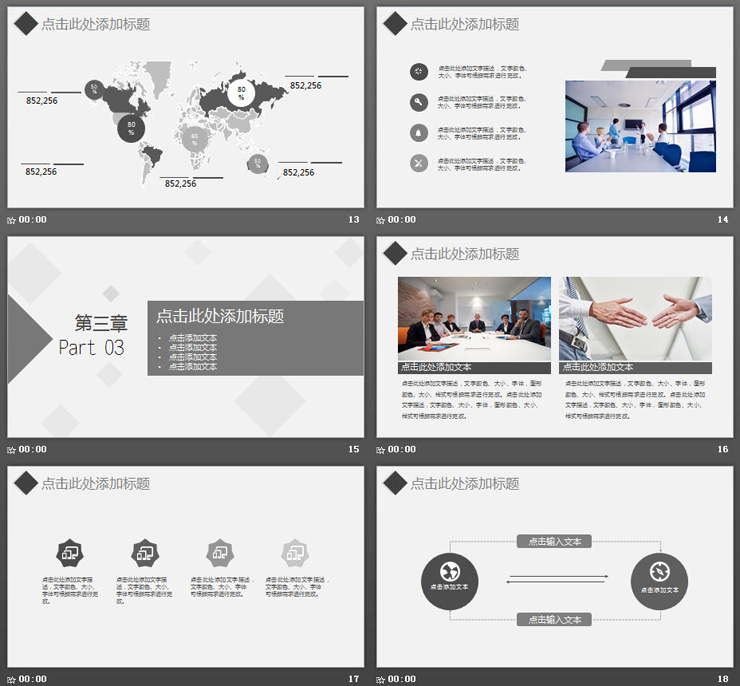 点击此处添加标题
50
%
80
%
852,256
852,256
80
%
50
%
50
%
852,256
852,256
852,256
00:00
13
点击此处添加标题
点击此处添加文字描述，文字颜色、
大小、字体可根据需求进行更改。
点击此处添加文字描述，文字颜色、
大小、字体可根据需求进行更改。
点击此处添加文字描述，文字颜色、
大小、字体可根据需求进行更改。
点击此处添加文字描述，文字颜色、
大小、字体可根据需求进行更改。
00:00
14
第三章
Part 03
点击此处添加标题
• 点击添加文本
• 点击添加文本
• 点击添加文本
• 点击添加文本
00:00
15
点击此处添加标题
点击此处添加文本
点击此处添加文字描述，文字颜色、大小、字体，图形
颜色、大小、样式可根据需求进行更改。点击此处添加
文字描述，文字颜色、大小、字体，图形颜色、大小、
样式可根据需求进行更改。
点击此处添加文本
点击此处添加文字描述，文字颜色、大小、字体，图形
颜色、大小、样式可根据需求进行更改。点击此处添加
文字描述，文字颜色、大小、字体，图形颜色、大小、
样式可根据需求进行更改。
00:00
16
点击此处添加标题
点击此处添加文字描
述，文字颜色、大小、
字体可根据需求进行更
改。
点击此处添加文字描
述，文字颜色、大小、
字体可根据需求进行更
改。
点击此处添加文字描述，
文字颜色、大小、字体
可根据需求进行更改。
点击此处添加文字描述，
文字颜色、大小、字体
可根据需求进行更改。
00:00
17
点击此处添加标题
点击输入文本
点击添加文本
点击添加文本
点击输入文本
00:00
18